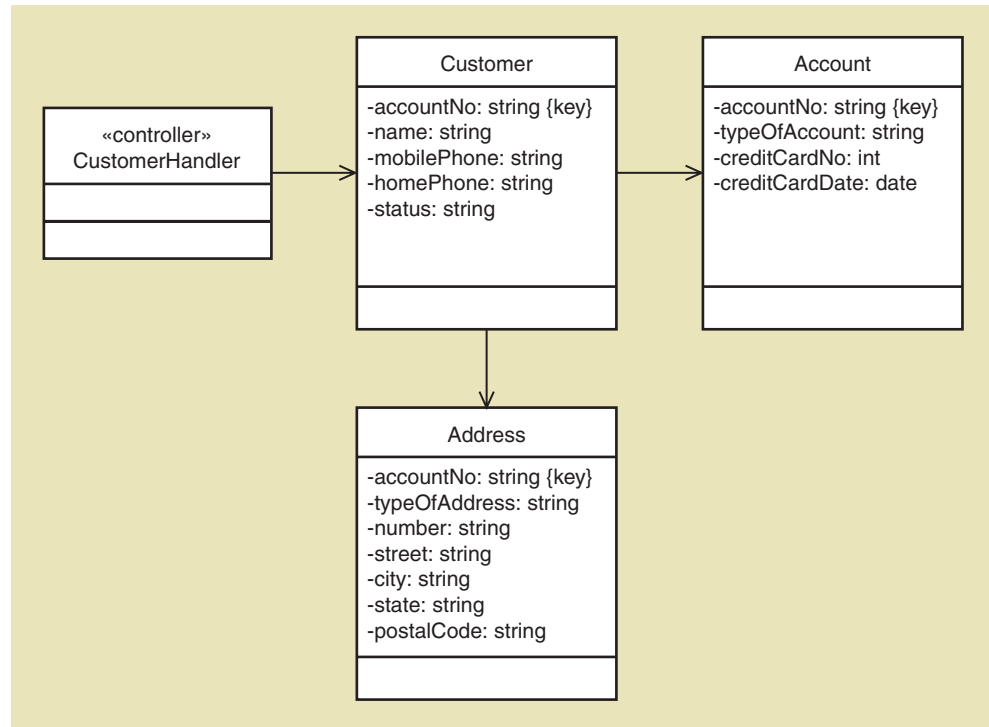 «controller»
CustomerHandler
Customer
-accountNo: string {key}
-name: string
-mobilePhone: string
-homePhone: string
-status: string
Account
-accountNo: string {key}
-typeOfAccount: string
-creditCardNo: int
-creditCardDate: date
Address
-accountNo: string {key}
-typeOfAddress: string
-number: string
-street: string
-city: string
-state: string
-postalCode: string